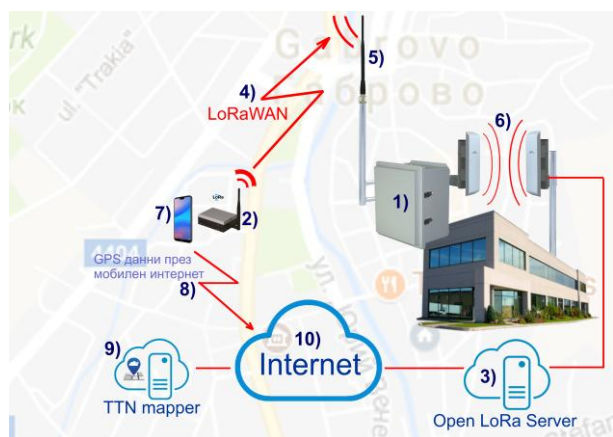 ul. "Trakia"
Gabrovo
Габрово
5)
4)
LoRaWAN
6)
1)
LoRa
7)
2)
GPS данни през
мобилен интернет
8)
9)
10)
Internet
3)
TTN mapper
Open LoRa Server